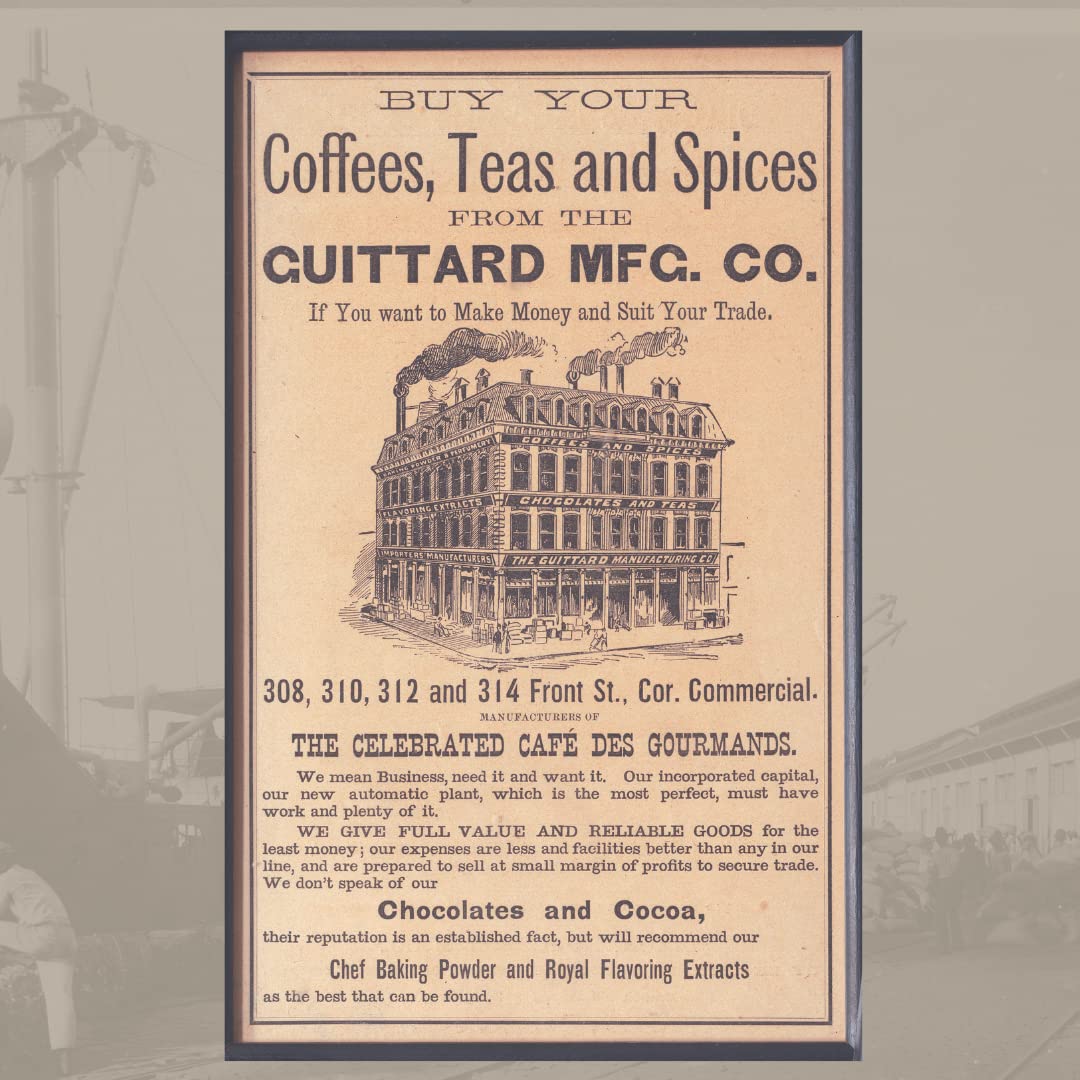 BUY YOUR
Coffees, Teas and Spices
FROM THE
GUITTARD MFG. CO.
If You want to Make Money and Suit Your Trade.
COFFEES AND SPICES
BAKING POWDER & PERFUMERY
CHOCOLATES AND TEAS
FLAVORING EXTRACTS
IMPORTERS MANUFACTURERS
THE GUITTARD MANUFACTURING CO
308, 310, 312 and 314 Front St., Cor. Commercial.
MANUFACTURERS OF
THE CELEBRATED CAFÉ DES GOURMANDS.
We mean Business, need it and want it. Our incorporated capital,
our new automatic plant, which is the most perfect, must have
work and plenty of it.
WE GIVE FULL VALUE AND RELIABLE GOODS for the
least money; our expenses are less and facilities better than any in our
line, and are prepared to sell at small margin of profits to secure trade.
We don't speak of our
Chocolates and Cocoa,
their reputation is an established fact, but will recommend our
Chef Baking Powder and Royal Flavoring Extracts
as the best that can be found.